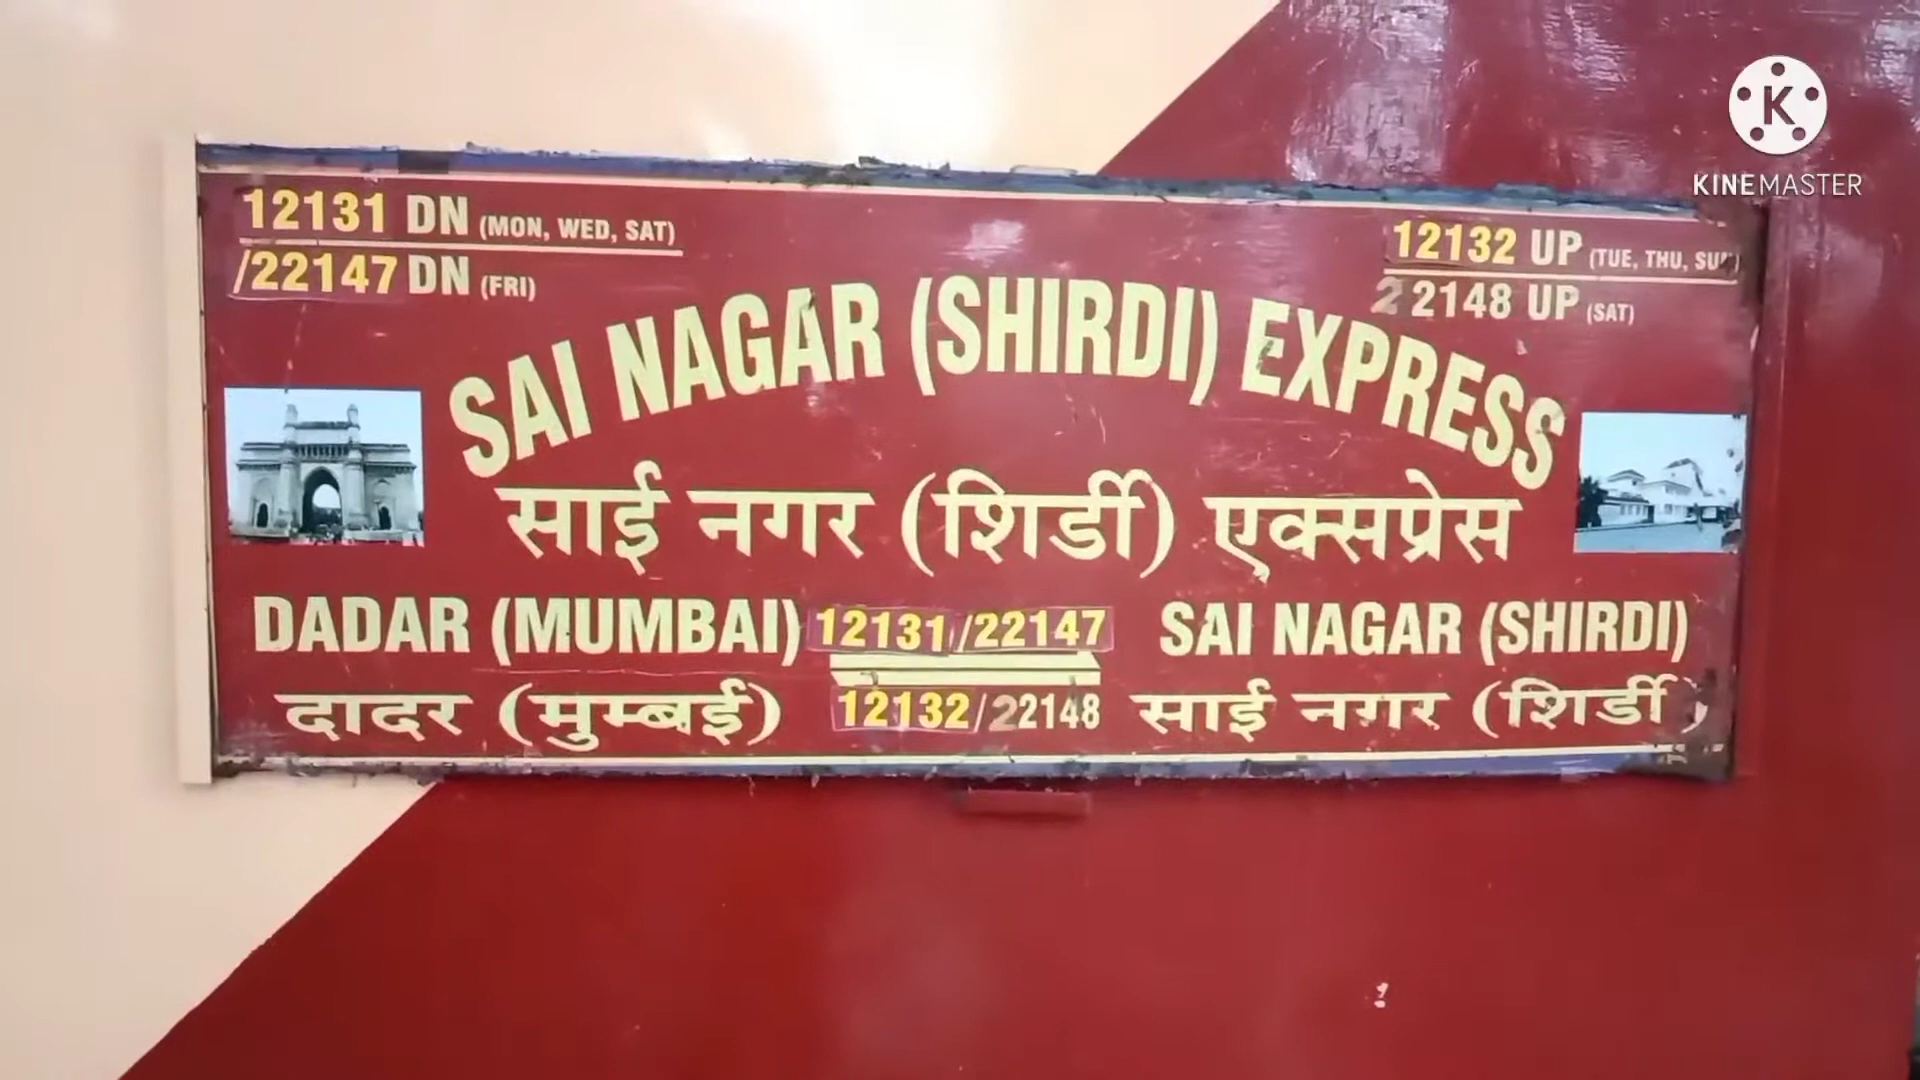 12131 DN (MON, WED, SAT)
/22147 DN (FRI)
12132 UP (TUE, THU, SUN)
22148 UP (SAT)
SAI NAGAR (SHIRDI) EXPRESS
साई नगर (शिर्डी) एक्सप्रेस
DADAR (MUMBAI) 12131/22147 SAI NAGAR (SHIRDI)
दादर (मुम्बई) 12132/22148 साई नगर (शिर्डी)
K
KINEMASTER